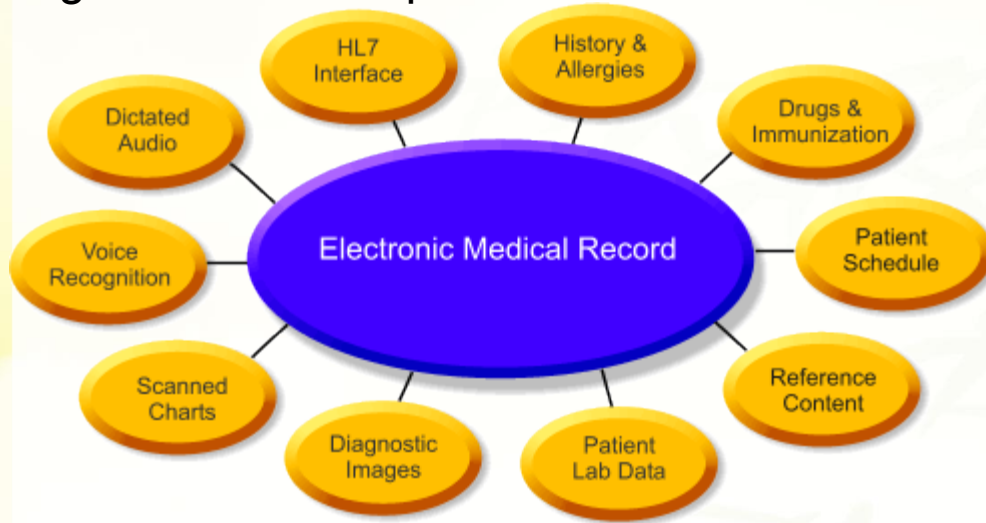 HL7
Interface
History &
Allergies
Dictated
Audio
Drugs &
Immunization
Electronic Medical Record
Voice
Recognition
Patient
Schedule
Scanned
Charts
Reference
Content
Diagnostic
Images
Patient
Lab Data